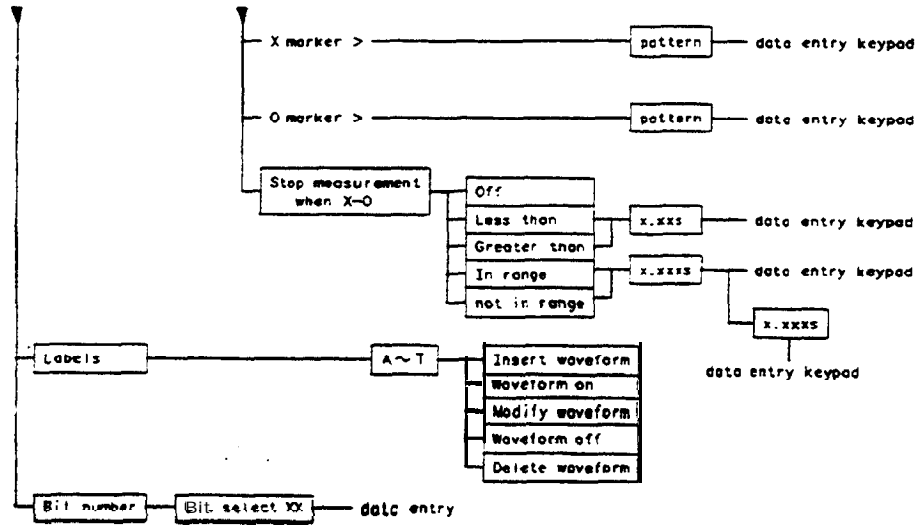 X marker >
pattern
data entry keypad
O marker >
pattern
data entry keypad
Stop measurement
when X-O
Off
Less than
Greater than
x.xxs
data entry keypad
In range
not in range
x.xxxs
data entry keypad
x.xxxs
data entry keypad
Labels
A~T
Insert waveform
Waveform on
Modify waveform
Waveform off
Delete waveform
Bit number
Bit select XX
data entry